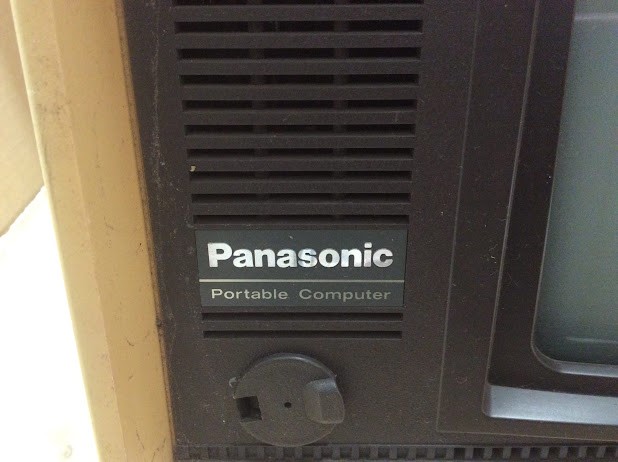 Panasonic
Portable Computer